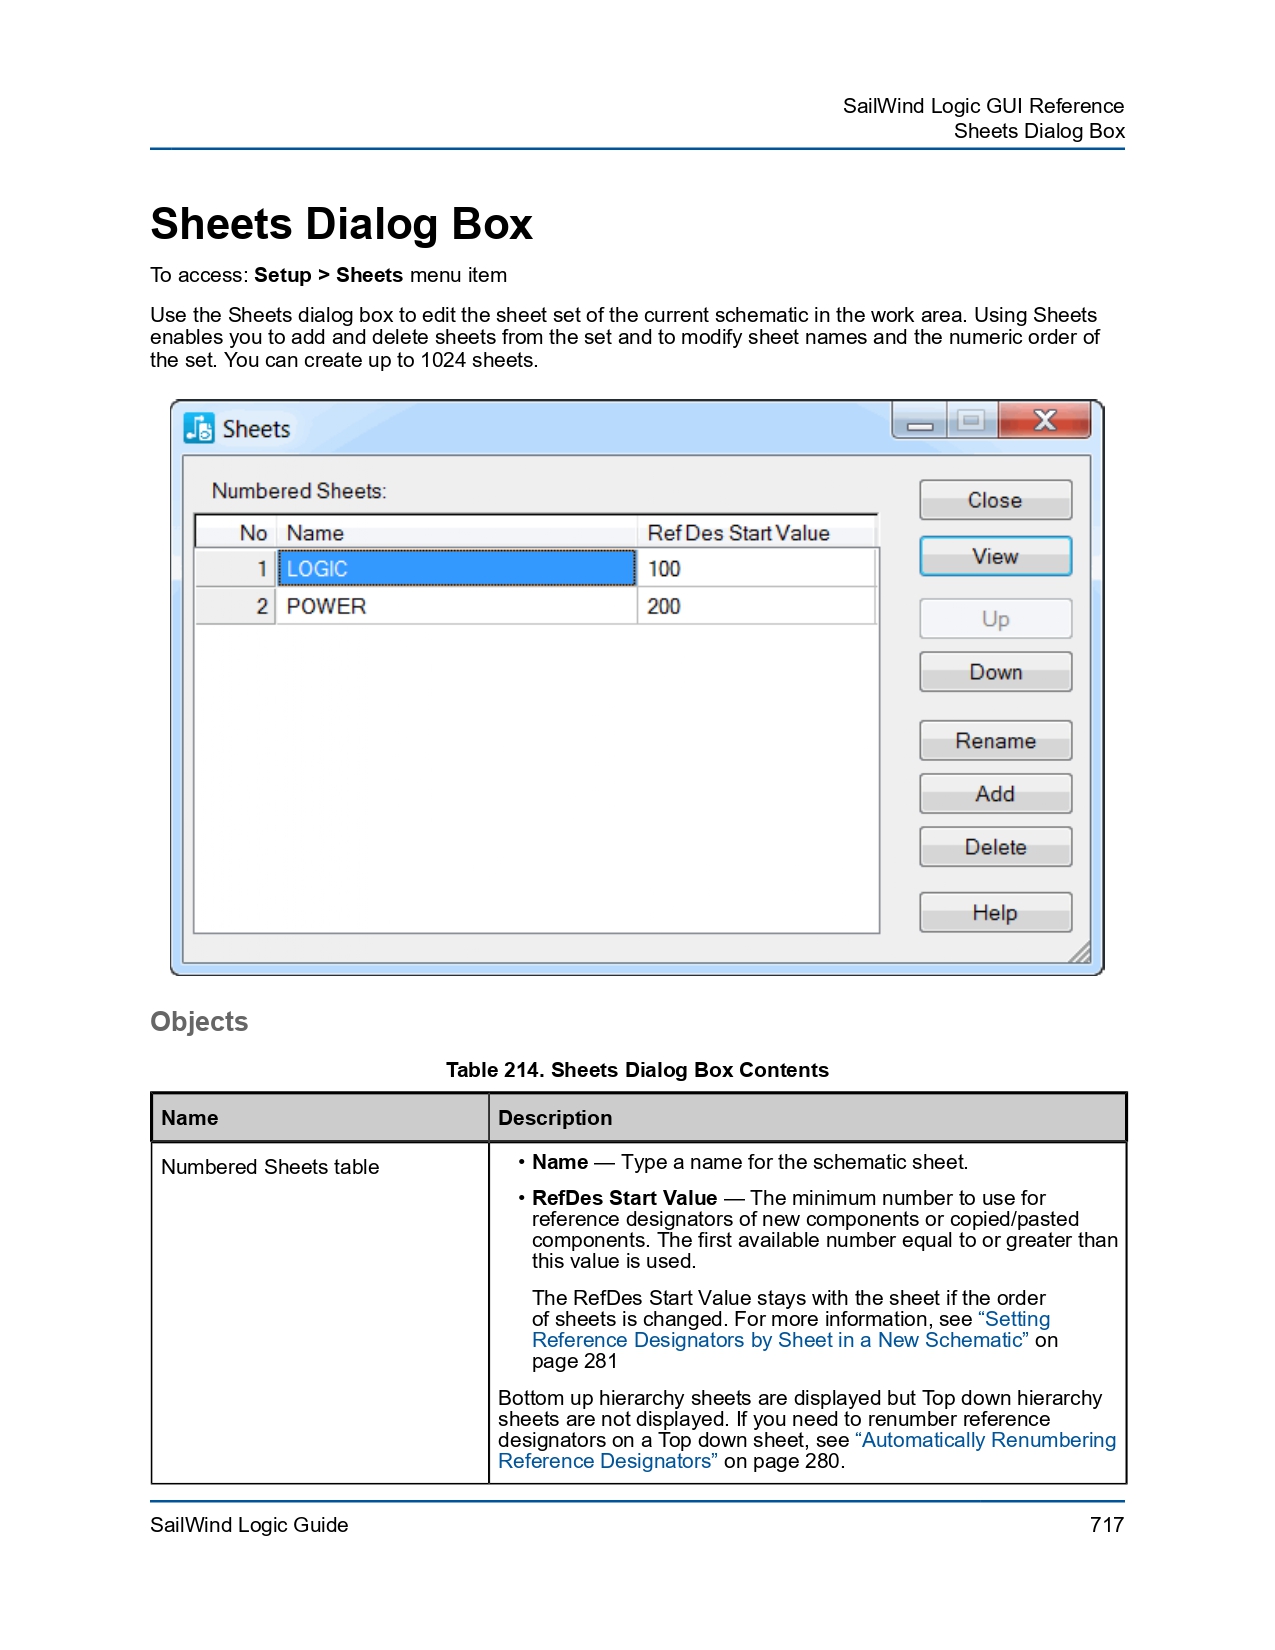 SailWind Logic GUI Reference
Sheets Dialog Box
Sheets Dialog Box
To access: Setup > Sheets menu item
Use the Sheets dialog box to edit the sheet set of the current schematic in the work area. Using Sheets
enables you to add and delete sheets from the set and to modify sheet names and the numeric order of
the set. You can create up to 1024 sheets.
Sheets
Numbered Sheets:
No Name Ref Des Start Value
1 LOGIC 100
2 POWER 200
Close
View
Up
Down
Rename
Add
Delete
Help
Objects
Table 214. Sheets Dialog Box Contents
Name Description
Numbered Sheets table
• Name — Type a name for the schematic sheet.
• RefDes Start Value — The minimum number to use for
reference designators of new components or copied/pasted
components. The first available number equal to or greater than
this value is used.
The RefDes Start Value stays with the sheet if the order
of sheets is changed. For more information, see “Setting
Reference Designators by Sheet in a New Schematic” on
page 281
Bottom up hierarchy sheets are displayed but Top down hierarchy
sheets are not displayed. If you need to renumber reference
designators on a Top down sheet, see “Automatically Renumbering
Reference Designators” on page 280.
SailWind Logic Guide 717